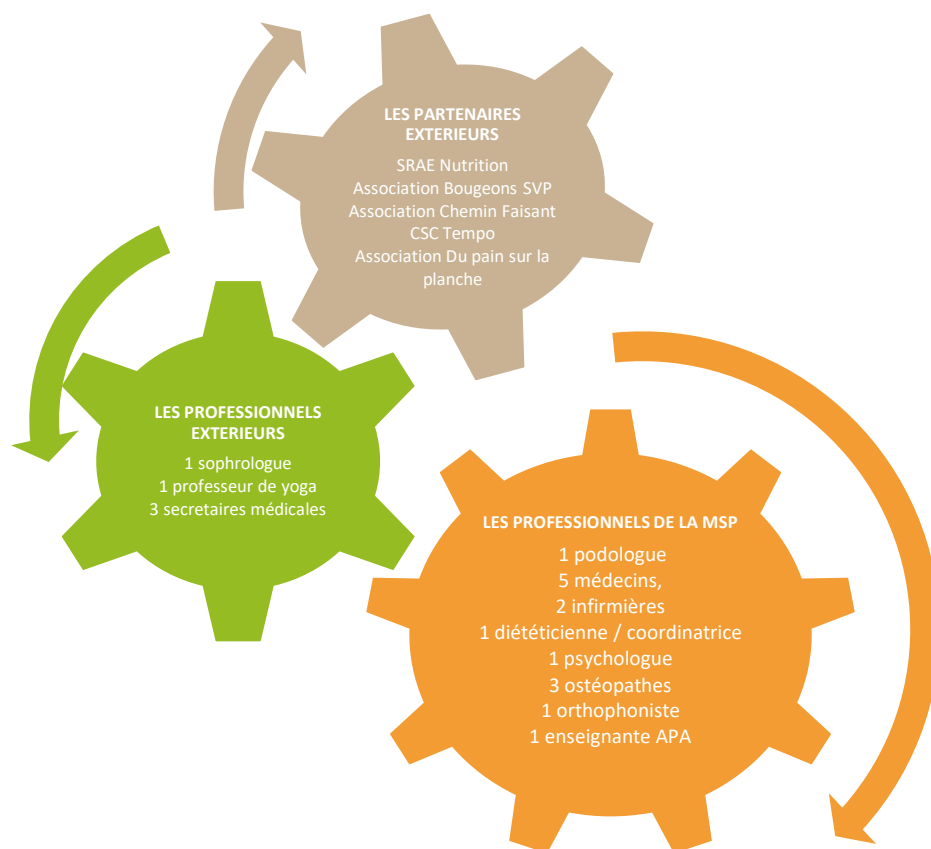 LES PARTENAIRES
EXTERIEURS
SRAE Nutrition
Association Bougeons SVP
Association Chemin Faisant
CSC Tempo
Association Du pain sur la
planche
LES PROFESSIONNELS
EXTERIEURS
1 sophrologue
1 professeur de yoga
3 secretaires médicales
LES PROFESSIONNELS DE LA MSP
1 podologue
5 médecins,
2 infirmières
1 diététicienne / coordinatrice
1 psychologue
3 ostéopathes
1 orthophoniste
1 enseignante APA